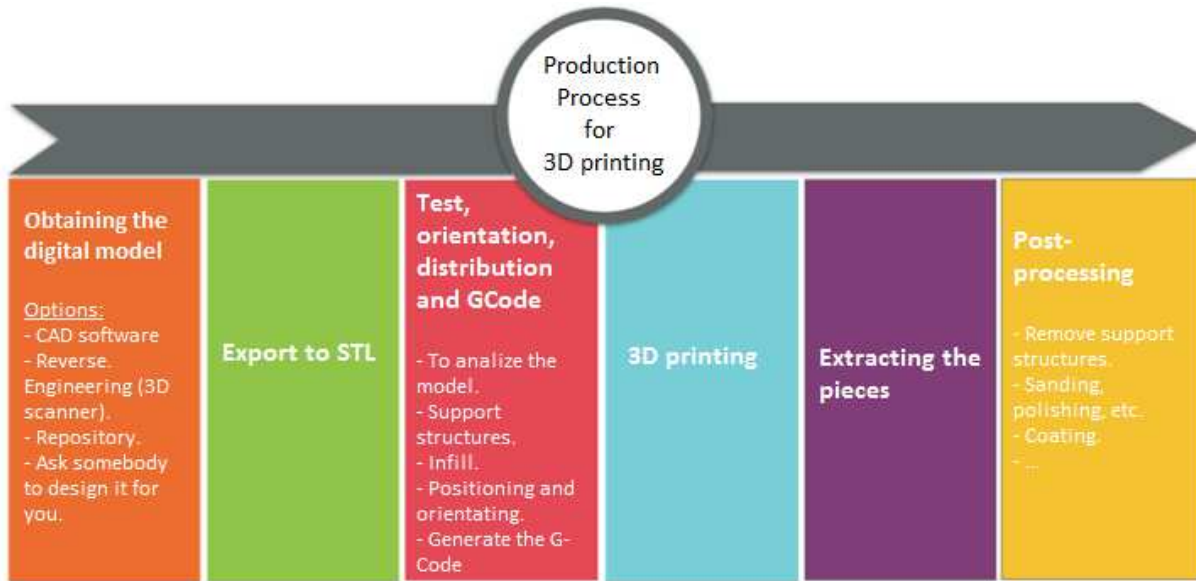 Production
Process
for
3D printing
Obtaining the
digital model
Options:
- CAD software
- Reverse.
Engineering (3D
scanner).
- Repository.
- Ask somebody
to design it for
you.
Export to STL
Test,
orientation,
distribution
and GCode
- To analize the
model.
- Support
structures.
- Infill.
- Positioning and
orientating.
- Generate the G-
Code
3D printing
Extracting the
pieces
Post-
processing
- Remove support
structures.
- Sanding,
polishing, etc.
- Coating.
- ...